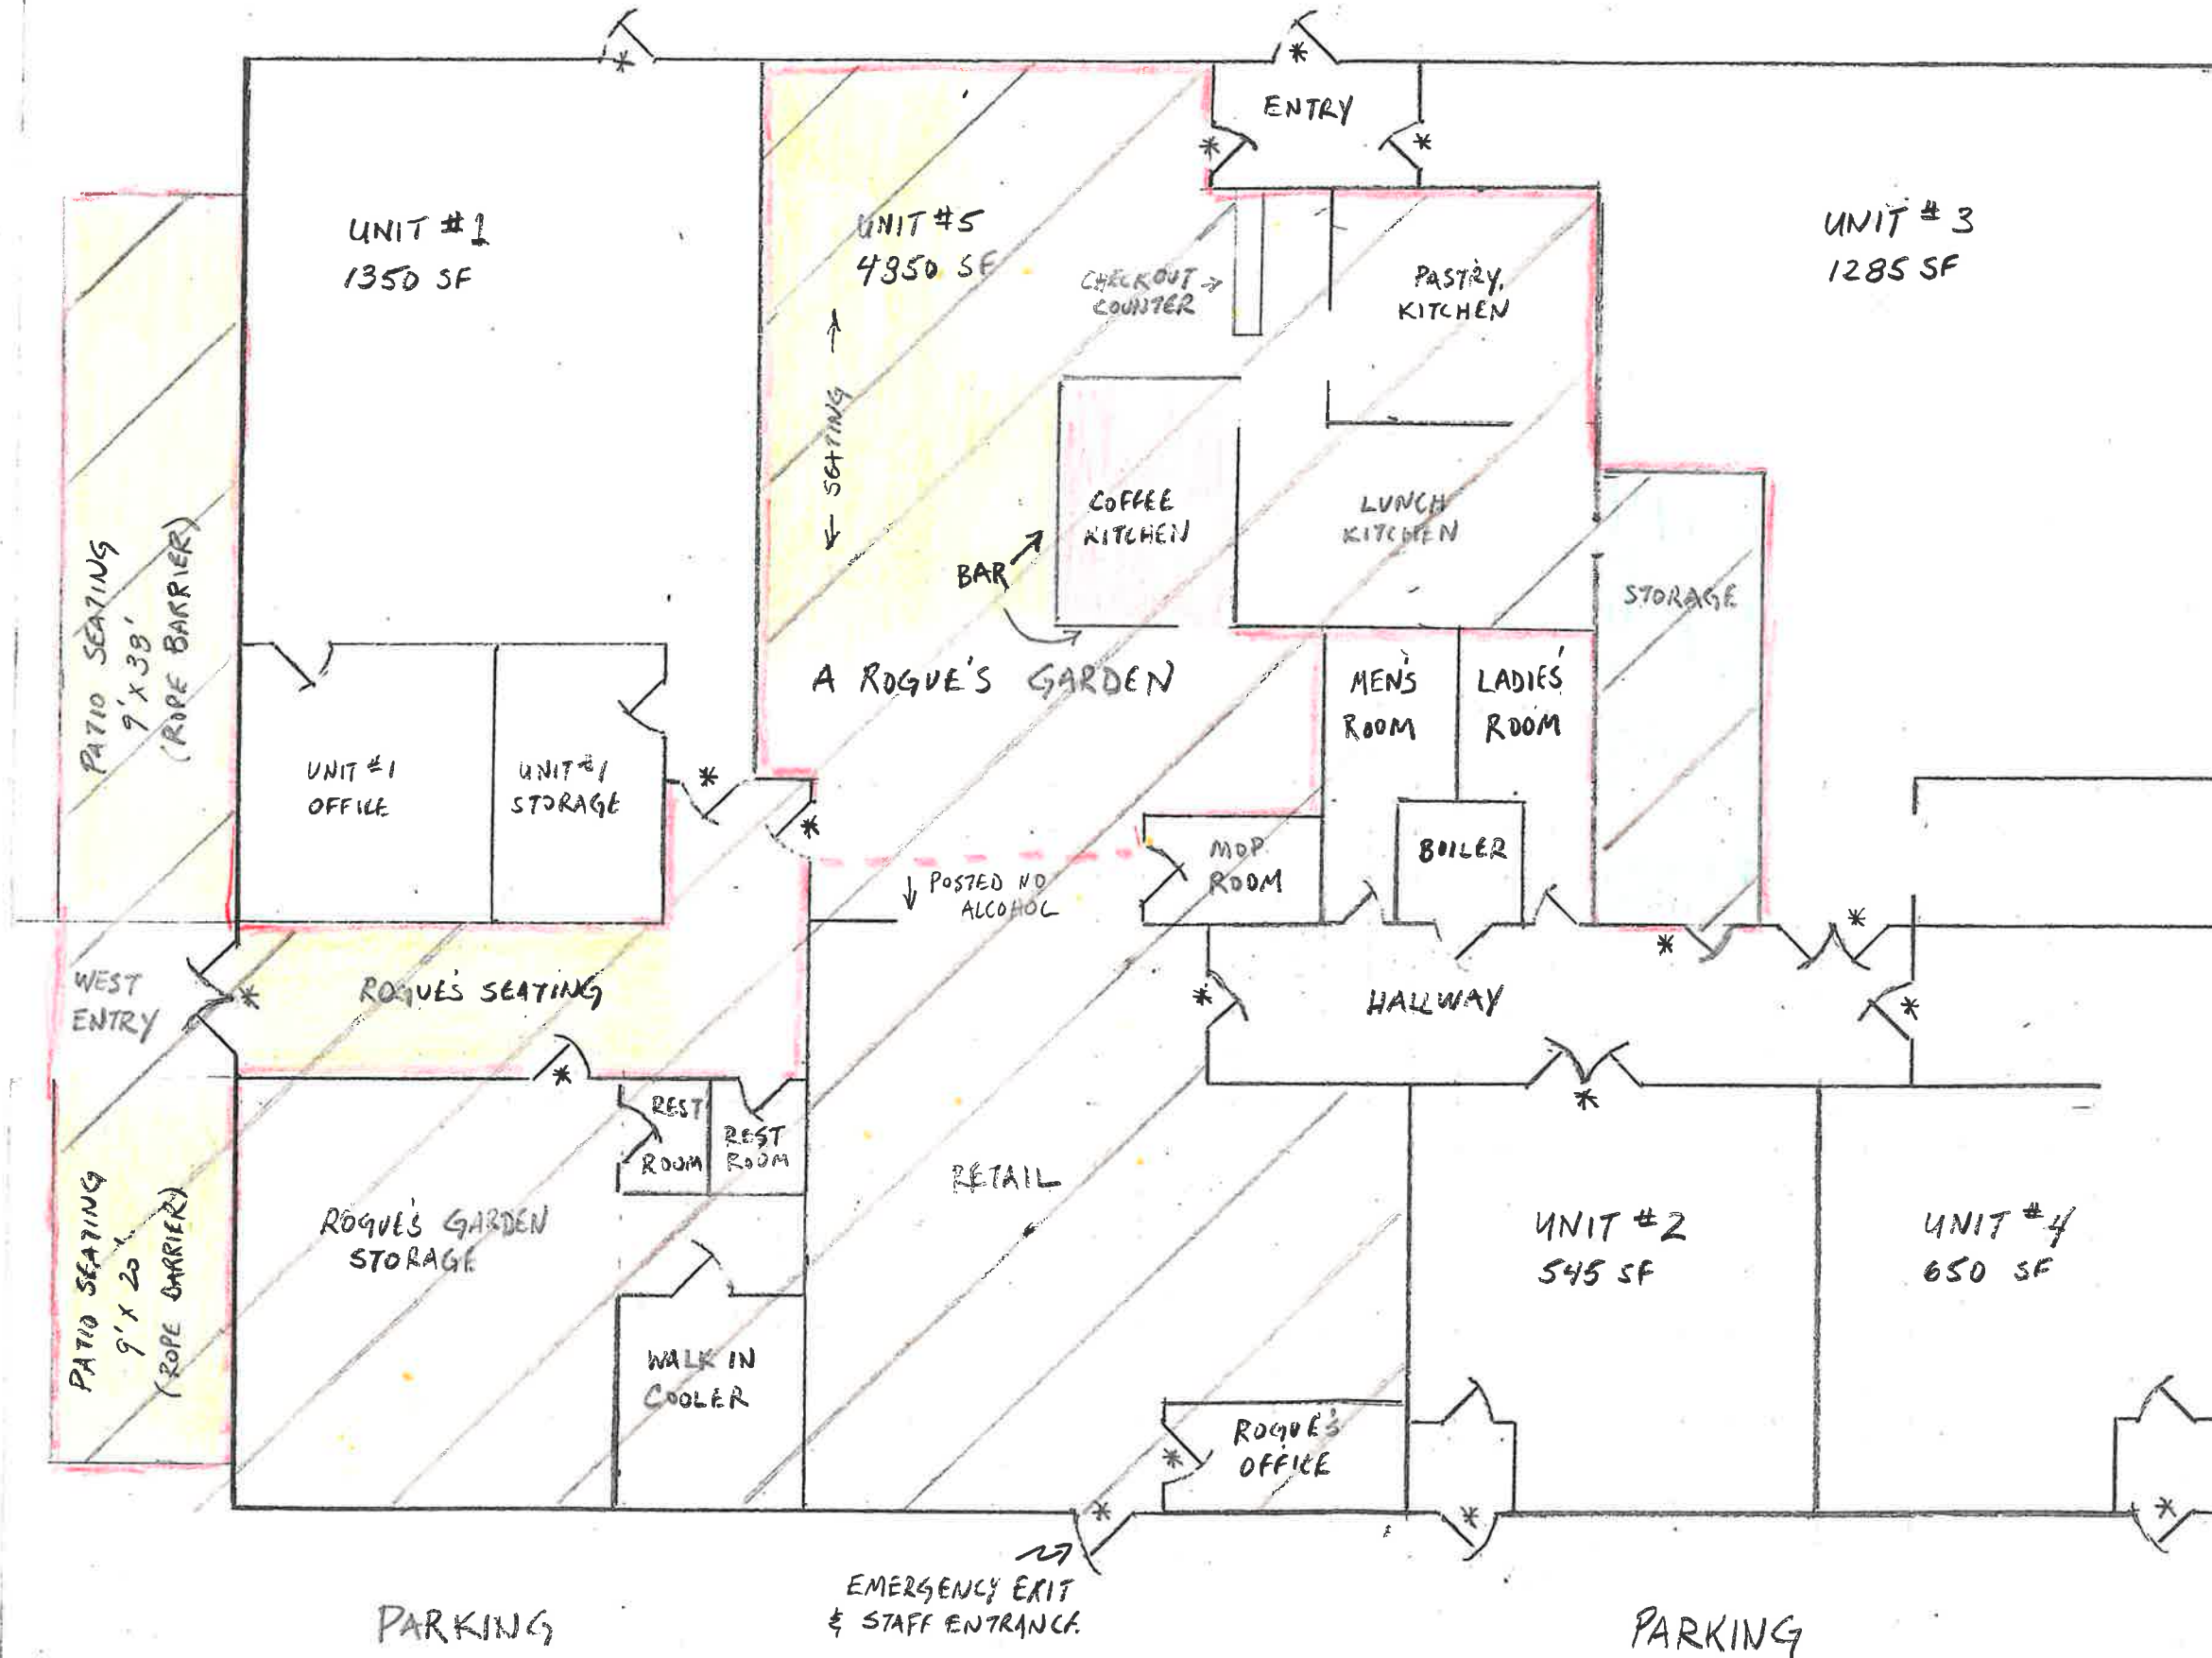 ENTRY
UNIT #1
1350 SF
UNIT #5
4350 SF
UNIT #3
1285 SF
CHECKOUT →
COUNTER
PASTRY
KITCHEN
← SEATING →
COFFEE
KITCHEN
LUNCH
KITCHEN
BAR
STORAGE
PATIO SEATING
9' X 38'
(ROPE BARRIER)
A ROGUE'S GARDEN
MEN'S
ROOM
LADIES'
ROOM
UNIT #1
OFFICE
UNIT #1
STORAGE
MOP
ROOM
BOILER
↓ POSTED NO
ALCOHOL
WEST
ENTRY
ROGUE'S SEATING
HALLWAY
REST
ROOM
REST
ROOM
RETAIL
PATIO SEATING
9' X 20'
(ROPE BARRIER)
ROGUE'S GARDEN
STORAGE
UNIT #2
545 SF
UNIT #4
650 SF
WALK IN
COOLER
ROGUE'S
OFFICE
EMERGENCY EXIT
& STAFF ENTRANCE
PARKING
PARKING